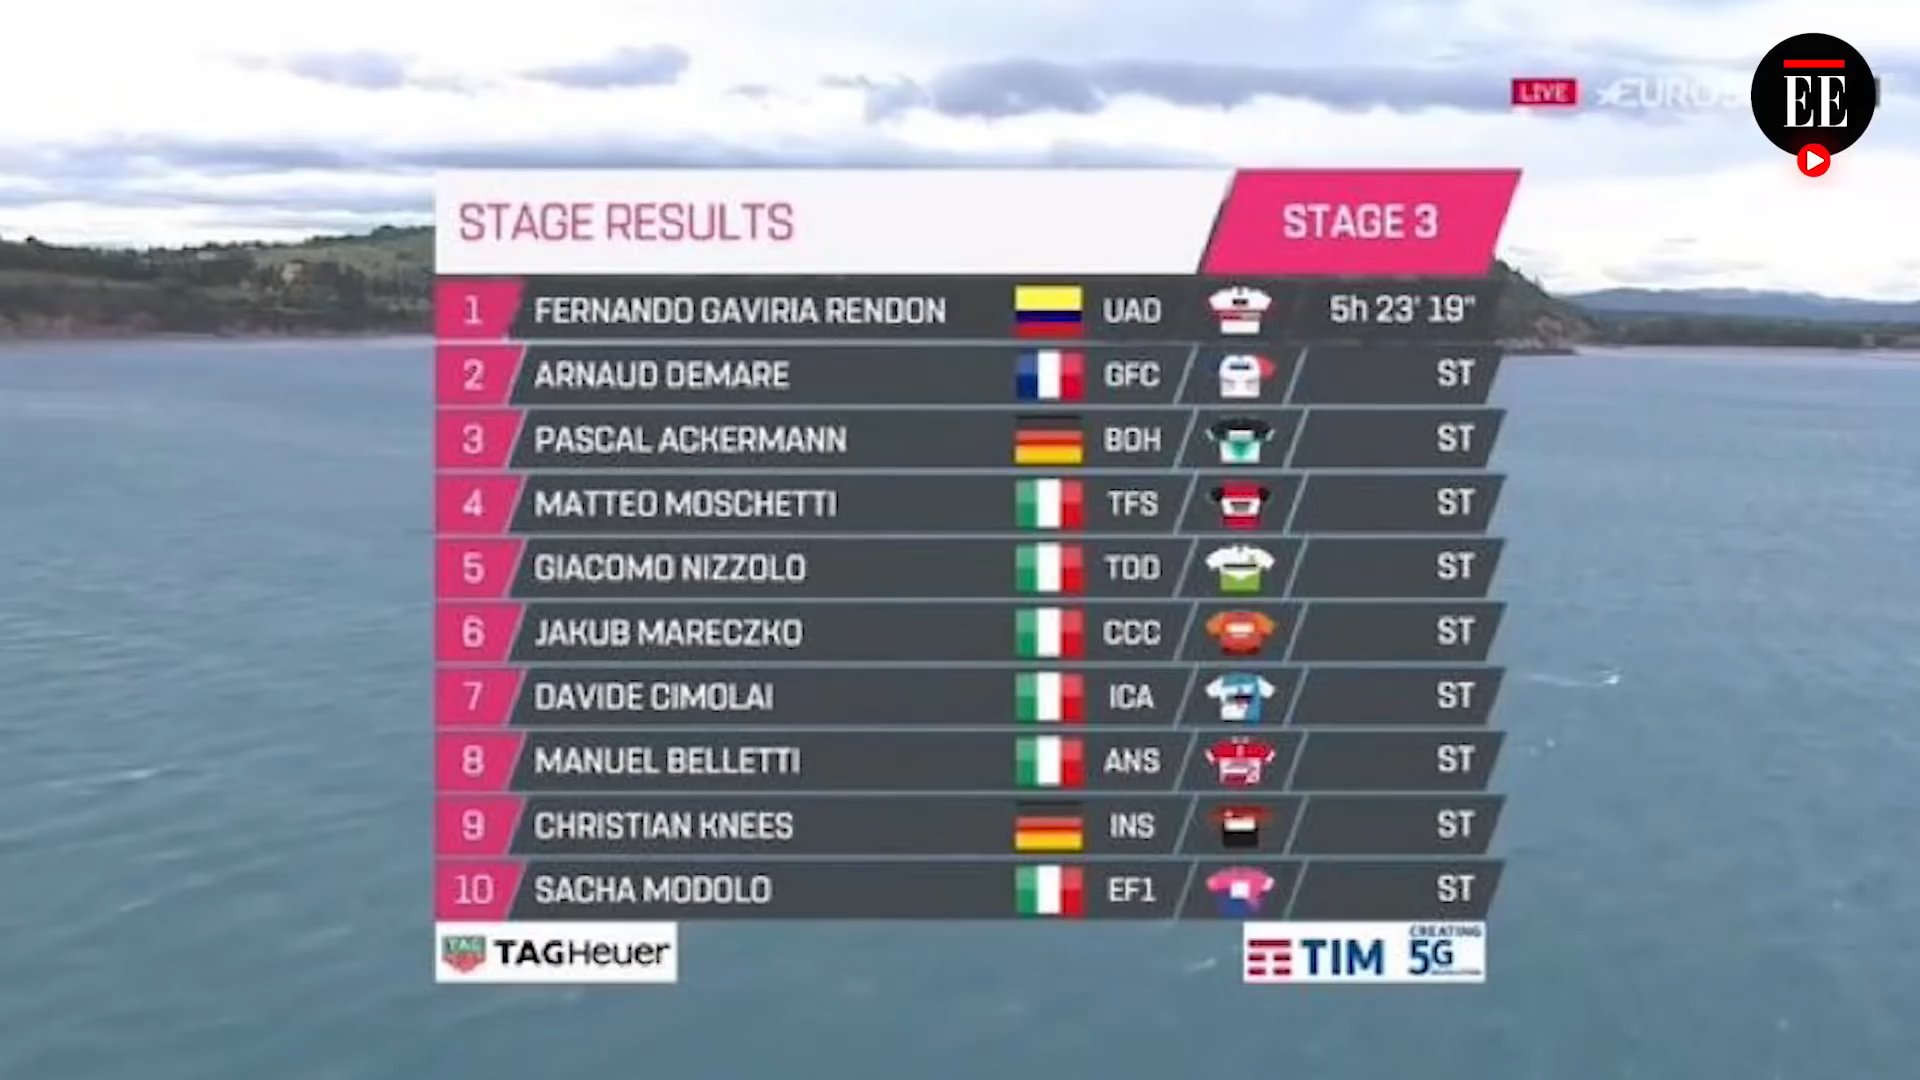 LIVE
EE
STAGE RESULTS STAGE 3
1 FERNANDO GAVIRIA RENDON UAD 5h 23' 19"
2 ARNAUD DEMARE GFC ST
3 PASCAL ACKERMANN BOH ST
4 MATTEO MOSCHETTI TFS ST
5 GIACOMO NIZZOLO TDD ST
6 JAKUB MARECZKO CCC ST
7 DAVIDE CIMOLAI ICA ST
8 MANUEL BELLETTI ANS ST
9 CHRISTIAN KNEES INS ST
10 SACHA MODOLO EF1 ST
TAG TAGHeuer
TIM CREATING 5G